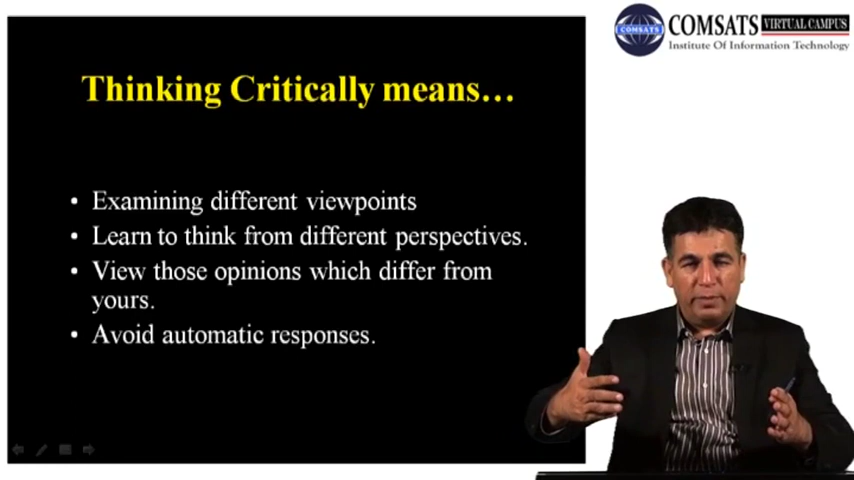 COMSATS VIRTUAL CAMPUS
COMSATS
Institute Of Information Technology
Thinking Critically means…
• Examining different viewpoints
• Learn to think from different perspectives.
• View those opinions which differ from
yours.
• Avoid automatic responses.